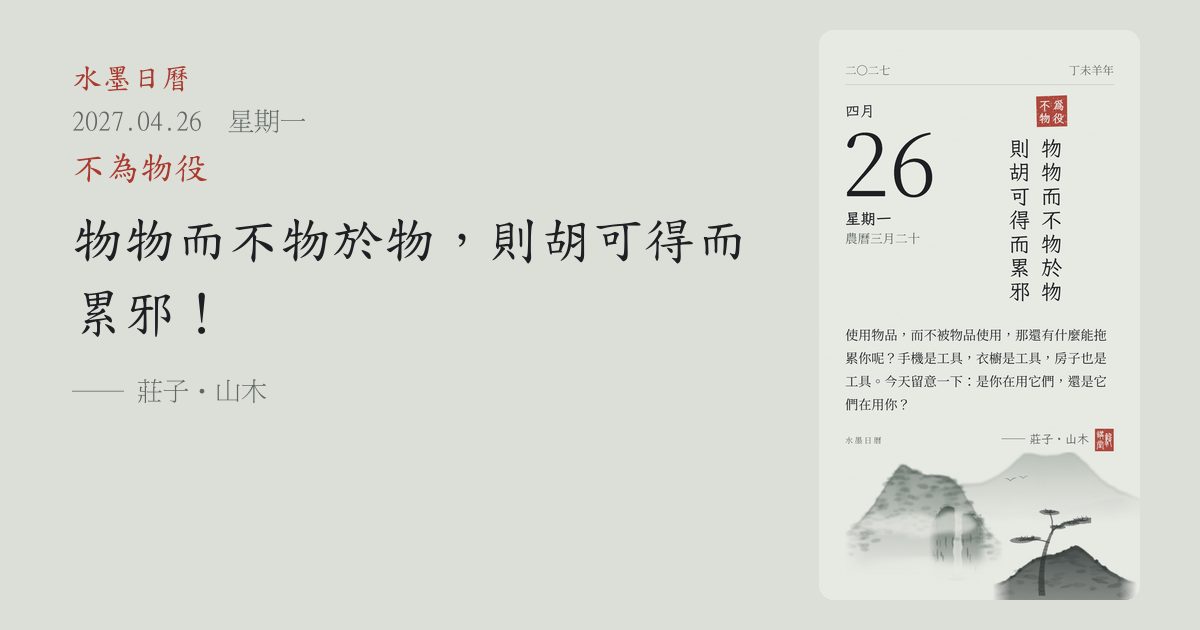 水墨日曆
2027.04.26 星期一
不為物役
物物而不物於物，則胡可得而
累邪！
—— 莊子・山木
二〇二七
丁未羊年
四月
26
星期一
農曆三月二十
為役
不物
物物而不物於物
則胡可得而累邪
使用物品，而不被物品使用，那還有什麼能拖
累你呢？手機是工具，衣櫥是工具，房子也是
工具。今天留意一下：是你在用它們，還是它
們在用你？
水墨日曆
—— 莊子・山木